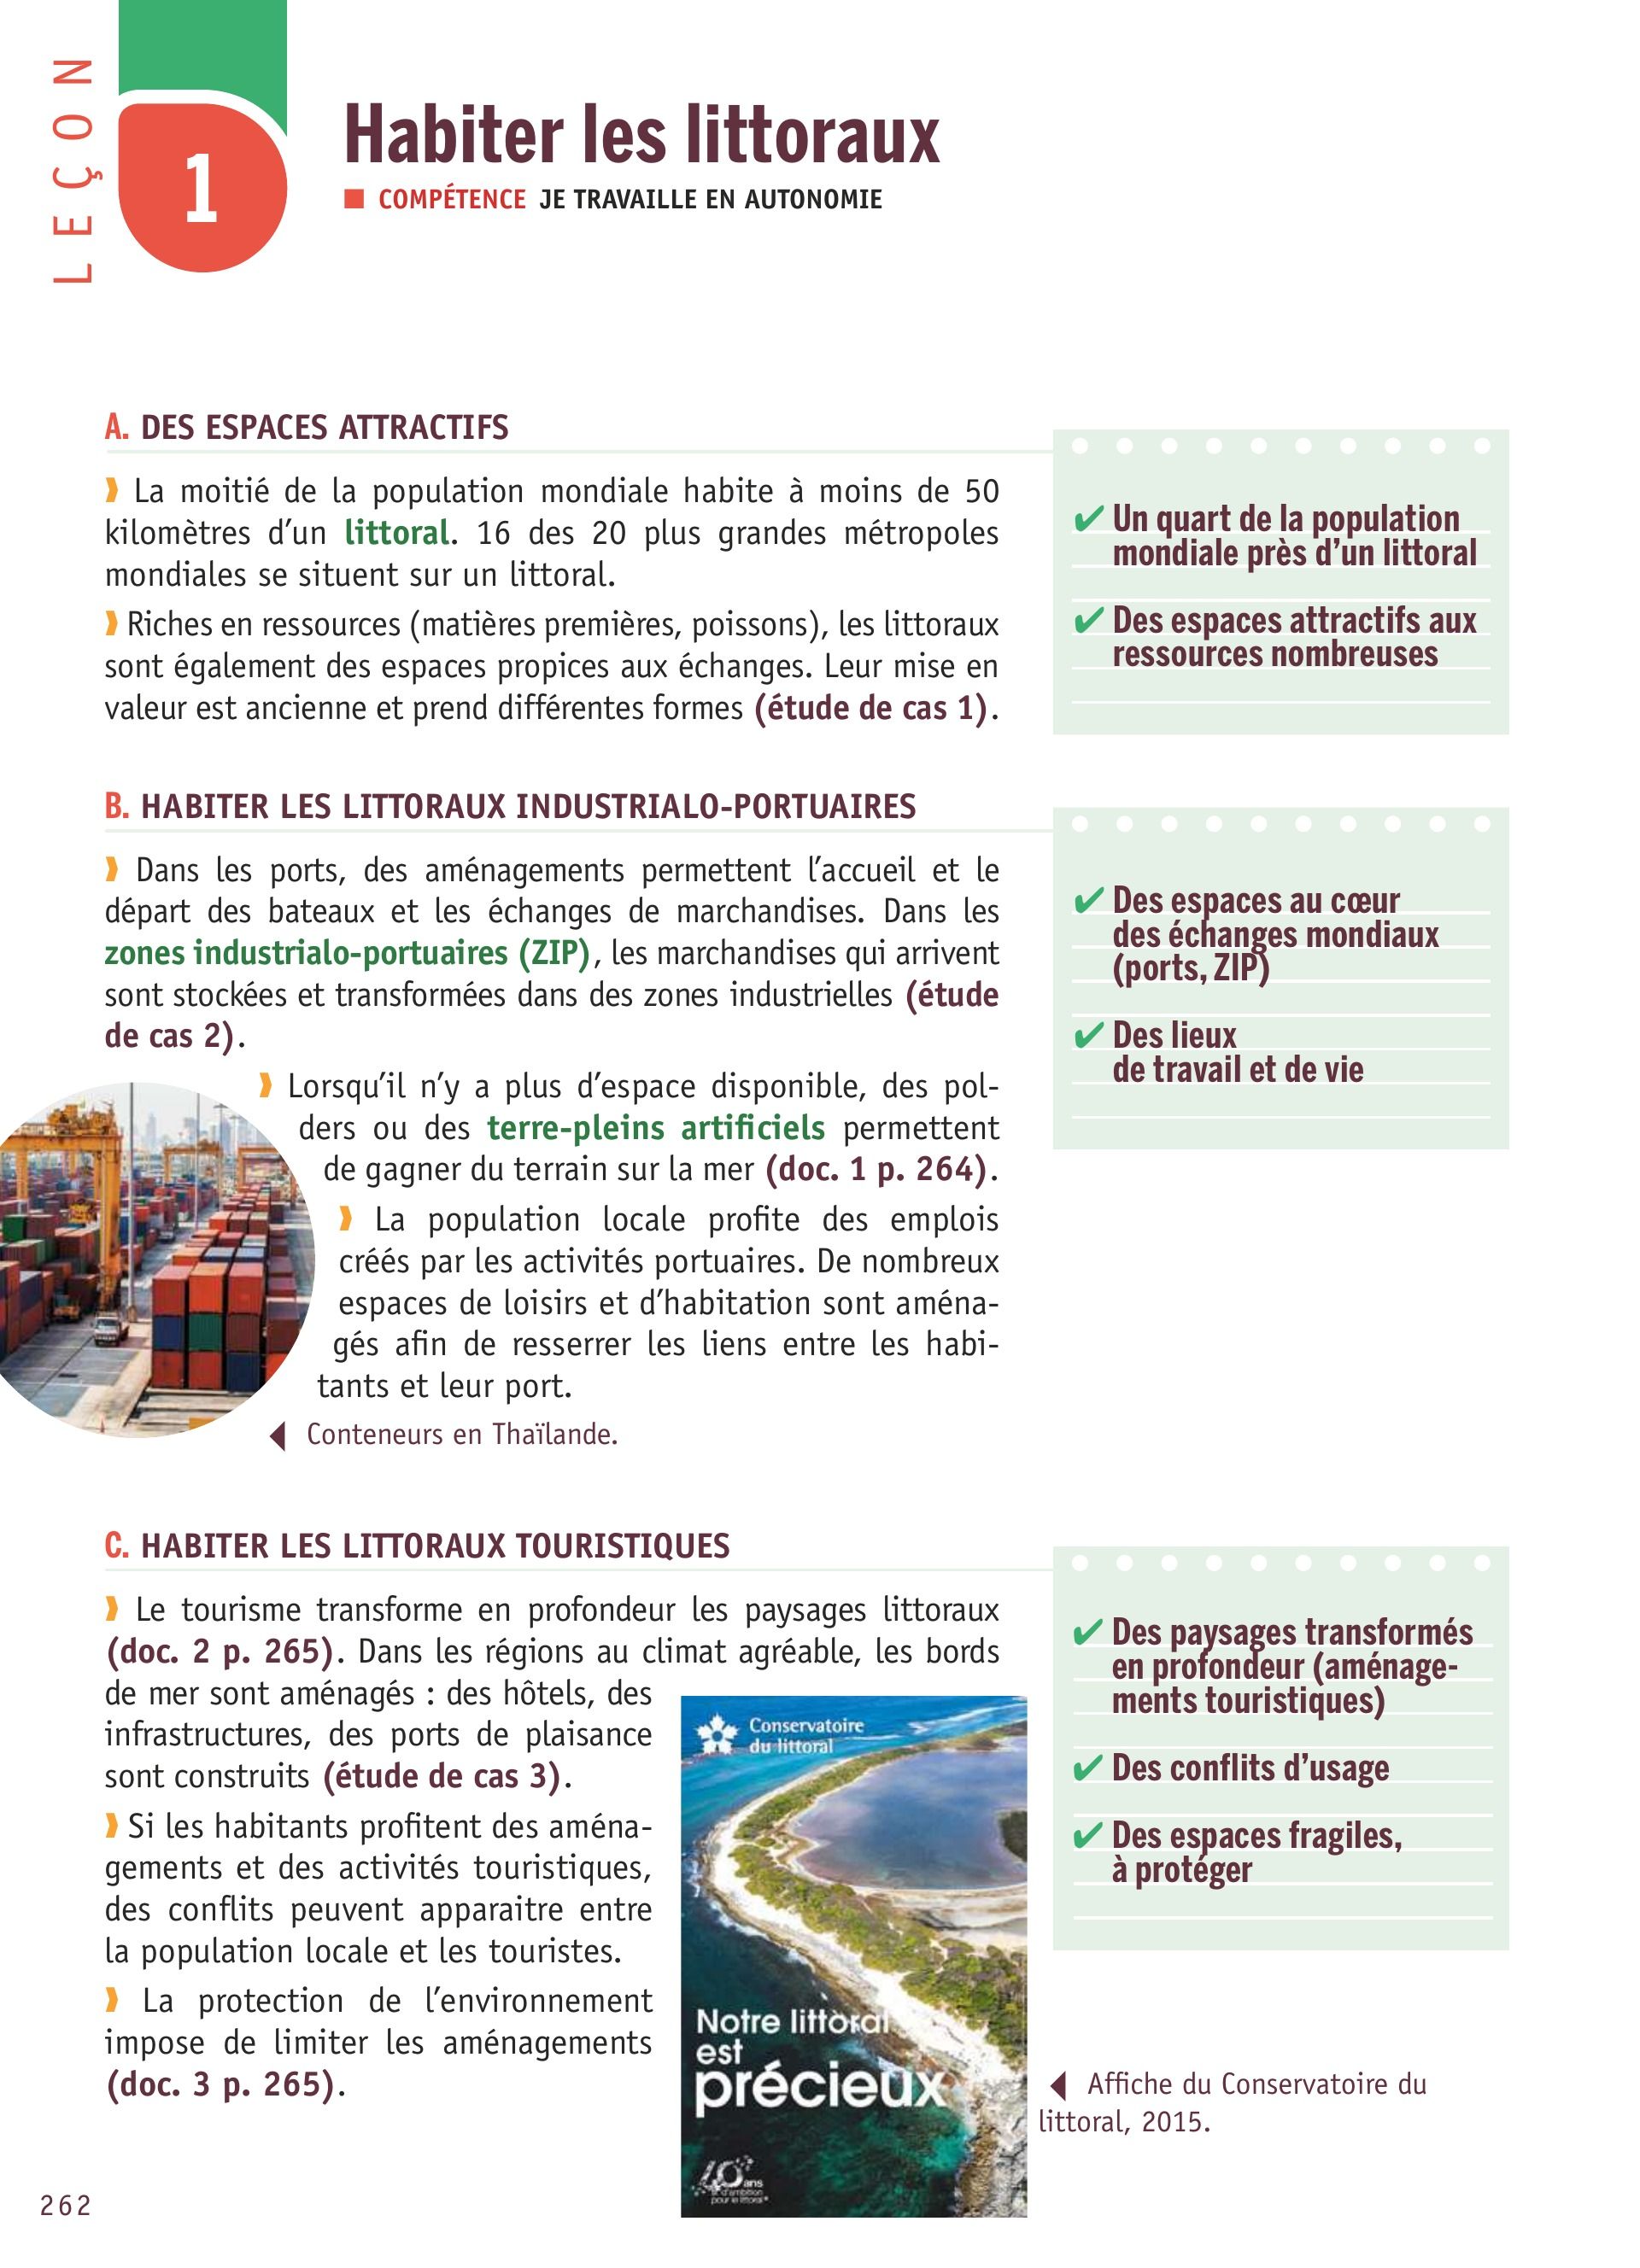 LEÇON
1
Habiter les littoraux
COMPÉTENCE JE TRAVAILLE EN AUTONOMIE
A. DES ESPACES ATTRACTIFS
La moitié de la population mondiale habite à moins de 50
kilomètres d'un littoral. 16 des 20 plus grandes métropoles
mondiales se situent sur un littoral.
Riches en ressources (matières premières, poissons), les littoraux
sont également des espaces propices aux échanges. Leur mise en
valeur est ancienne et prend différentes formes (étude de cas 1).
✔ Un quart de la population
mondiale près d'un littoral
✔ Des espaces attractifs aux
ressources nombreuses
B. HABITER LES LITTORAUX INDUSTRIALO-PORTUAIRES
Dans les ports, des aménagements permettent l'accueil et le
départ des bateaux et les échanges de marchandises. Dans les
zones industrialo-portuaires (ZIP), les marchandises qui arrivent
sont stockées et transformées dans des zones industrielles (étude
de cas 2).
Lorsqu'il n'y a plus d'espace disponible, des pol-
ders ou des terre-pleins artificiels permettent
de gagner du terrain sur la mer (doc. 1 p. 264).
La population locale profite des emplois
créés par les activités portuaires. De nombreux
espaces de loisirs et d'habitation sont aména-
gés afin de resserrer les liens entre les habi-
tants et leur port.
Conteneurs en Thaïlande.
✔ Des espaces au cœur
des échanges mondiaux
(ports, ZIP)
✔ Des lieux
de travail et de vie
C. HABITER LES LITTORAUX TOURISTIQUES
Le tourisme transforme en profondeur les paysages littoraux
(doc. 2 p. 265). Dans les régions au climat agréable, les bords
de mer sont aménagés : des hôtels, des
infrastructures, des ports de plaisance
sont construits (étude de cas 3).
Si les habitants profitent des aména-
gements et des activités touristiques,
des conflits peuvent apparaitre entre
la population locale et les touristes.
La protection de l'environnement
impose de limiter les aménagements
(doc. 3 p. 265).
Conservatoire
du littoral
Notre littoral
est
précieux
40 ans
d'ambition
pour le littoral
✔ Des paysages transformés
en profondeur (aménage-
ments touristiques)
✔ Des conflits d'usage
✔ Des espaces fragiles,
à protéger
Affiche du Conservatoire du
littoral, 2015.
262